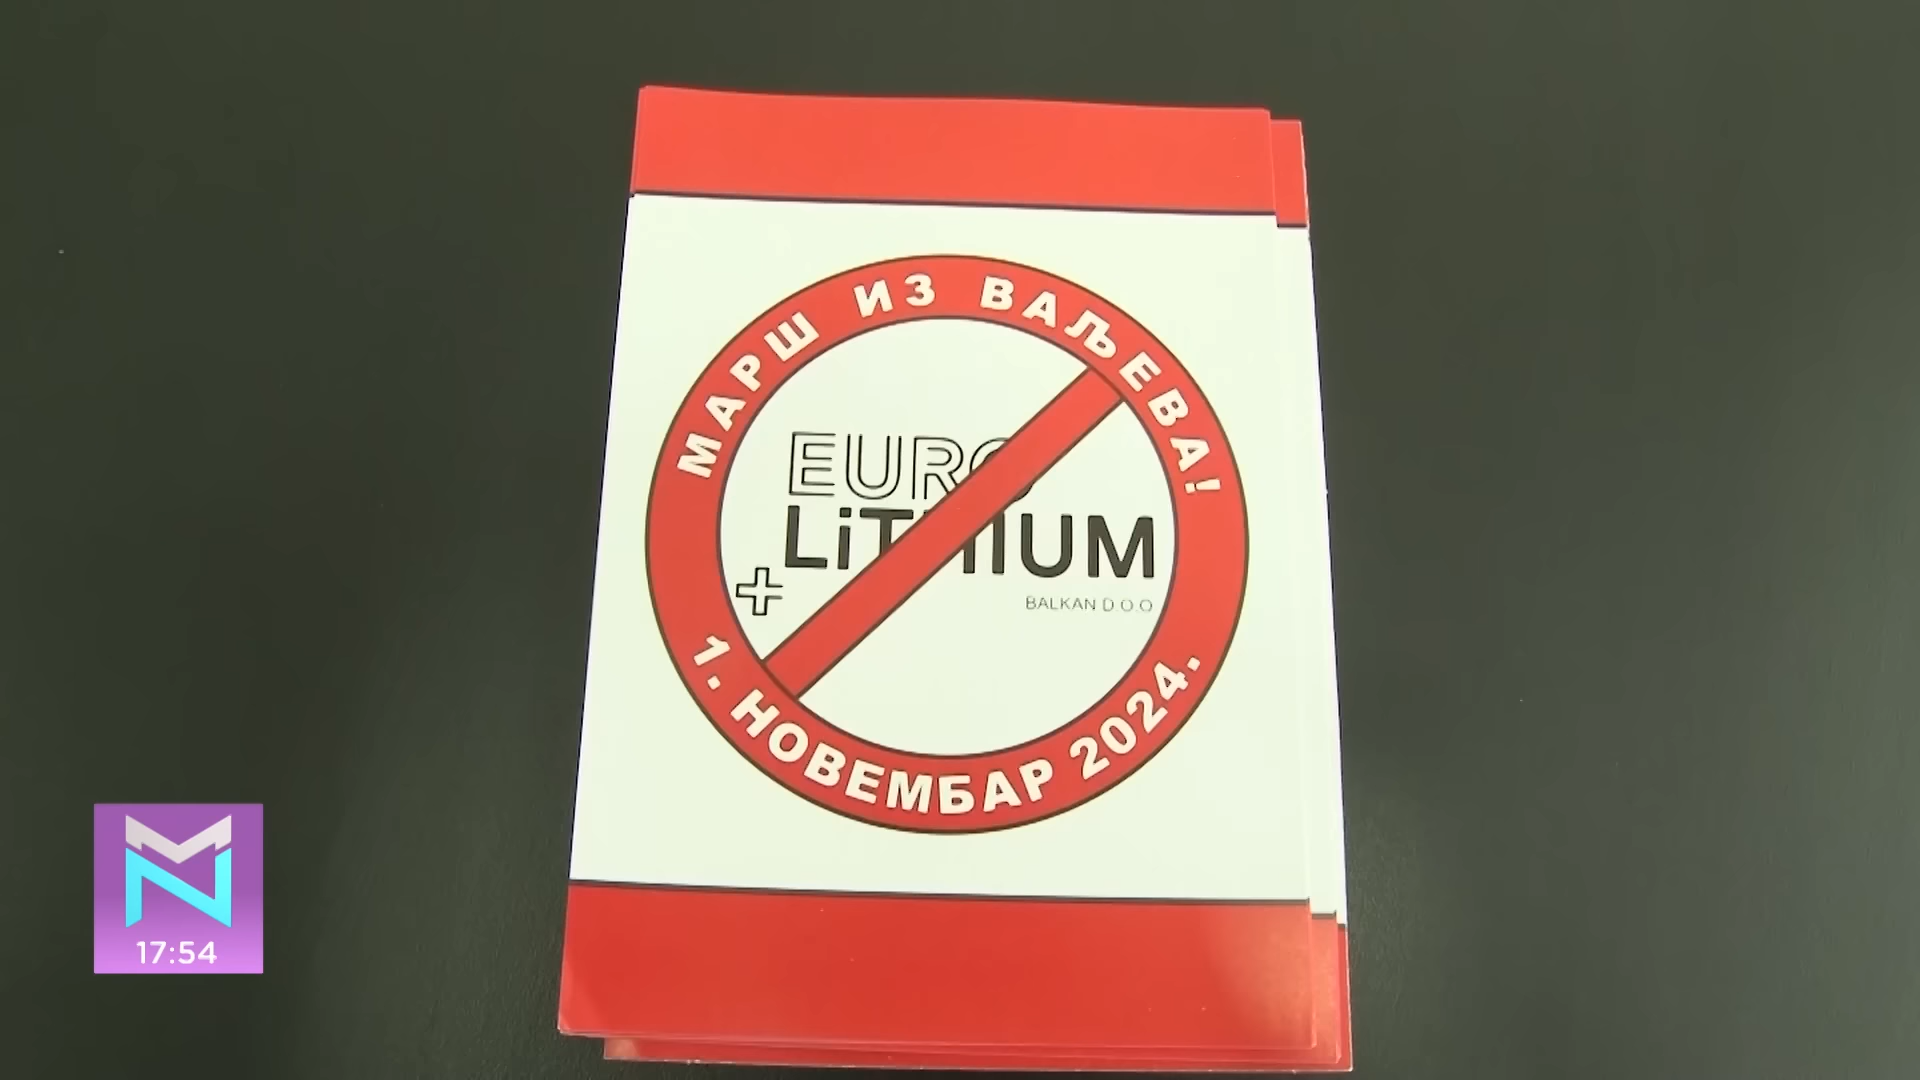 МАРШ ИЗ ВАЉЕВА!
EURO
LiTHIUM
BALKAN D.O.O
1. НОВЕМБАР 2024.
17:54